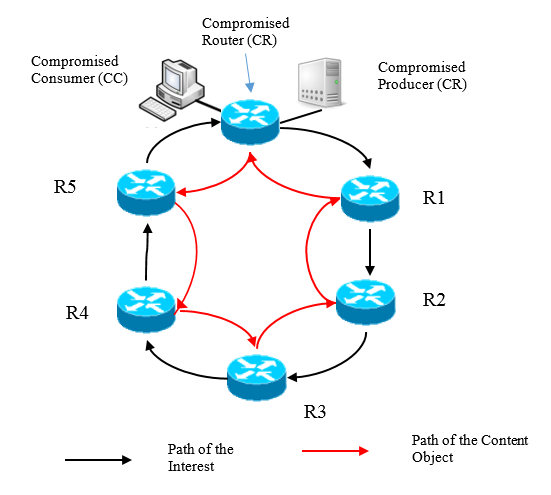 Compromised
Router (CR)
Compromised
Consumer (CC)
Compromised
Producer (CR)
R5
R1
R4
R2
R3
Path of the
Interest
Path of the Content
Object